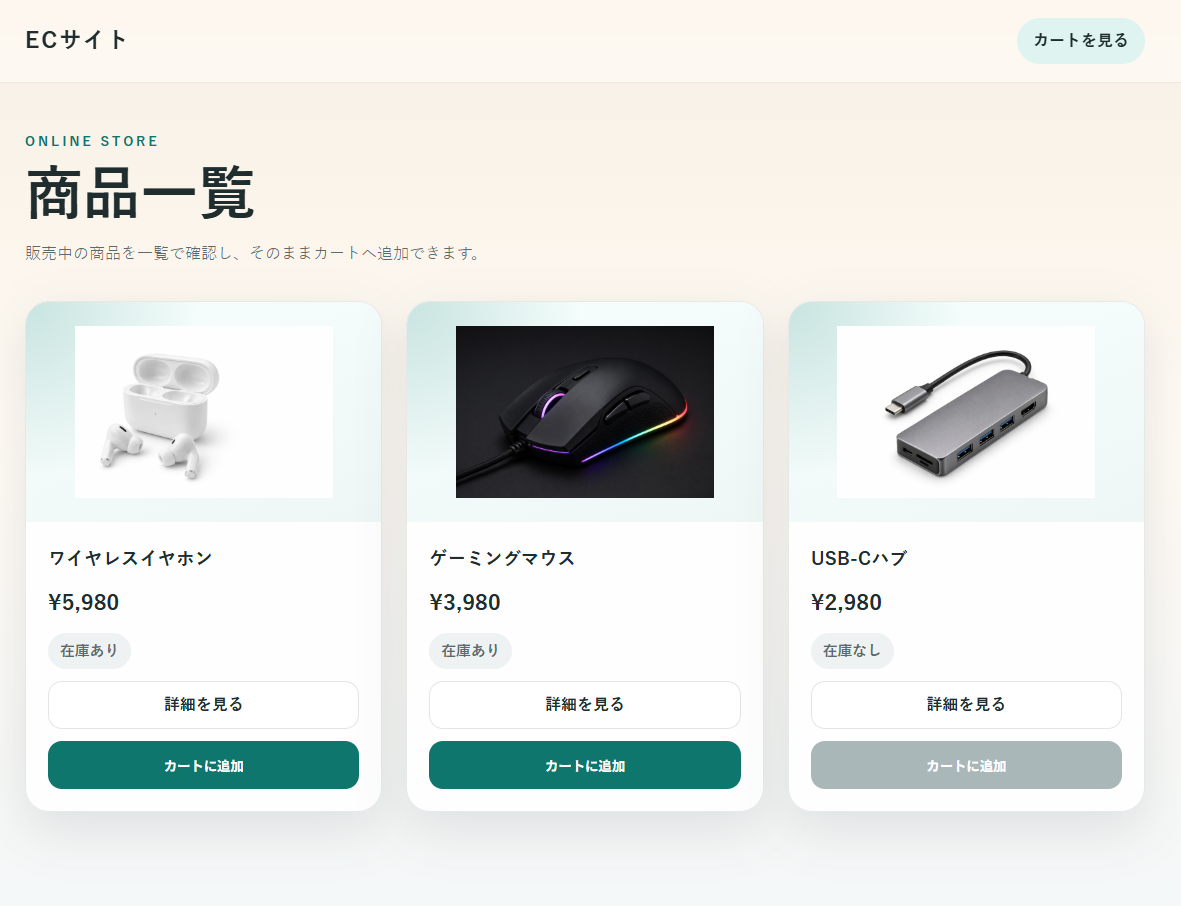 ECサイト
カートを見る
ONLINE STORE
商品一覧
販売中の商品を一覧で確認し、そのままカートへ追加できます。
ワイヤレスイヤホン
¥5,980
在庫あり
詳細を見る
カートに追加
ゲーミングマウス
¥3,980
在庫あり
詳細を見る
カートに追加
USB-Cハブ
¥2,980
在庫なし
詳細を見る
カートに追加